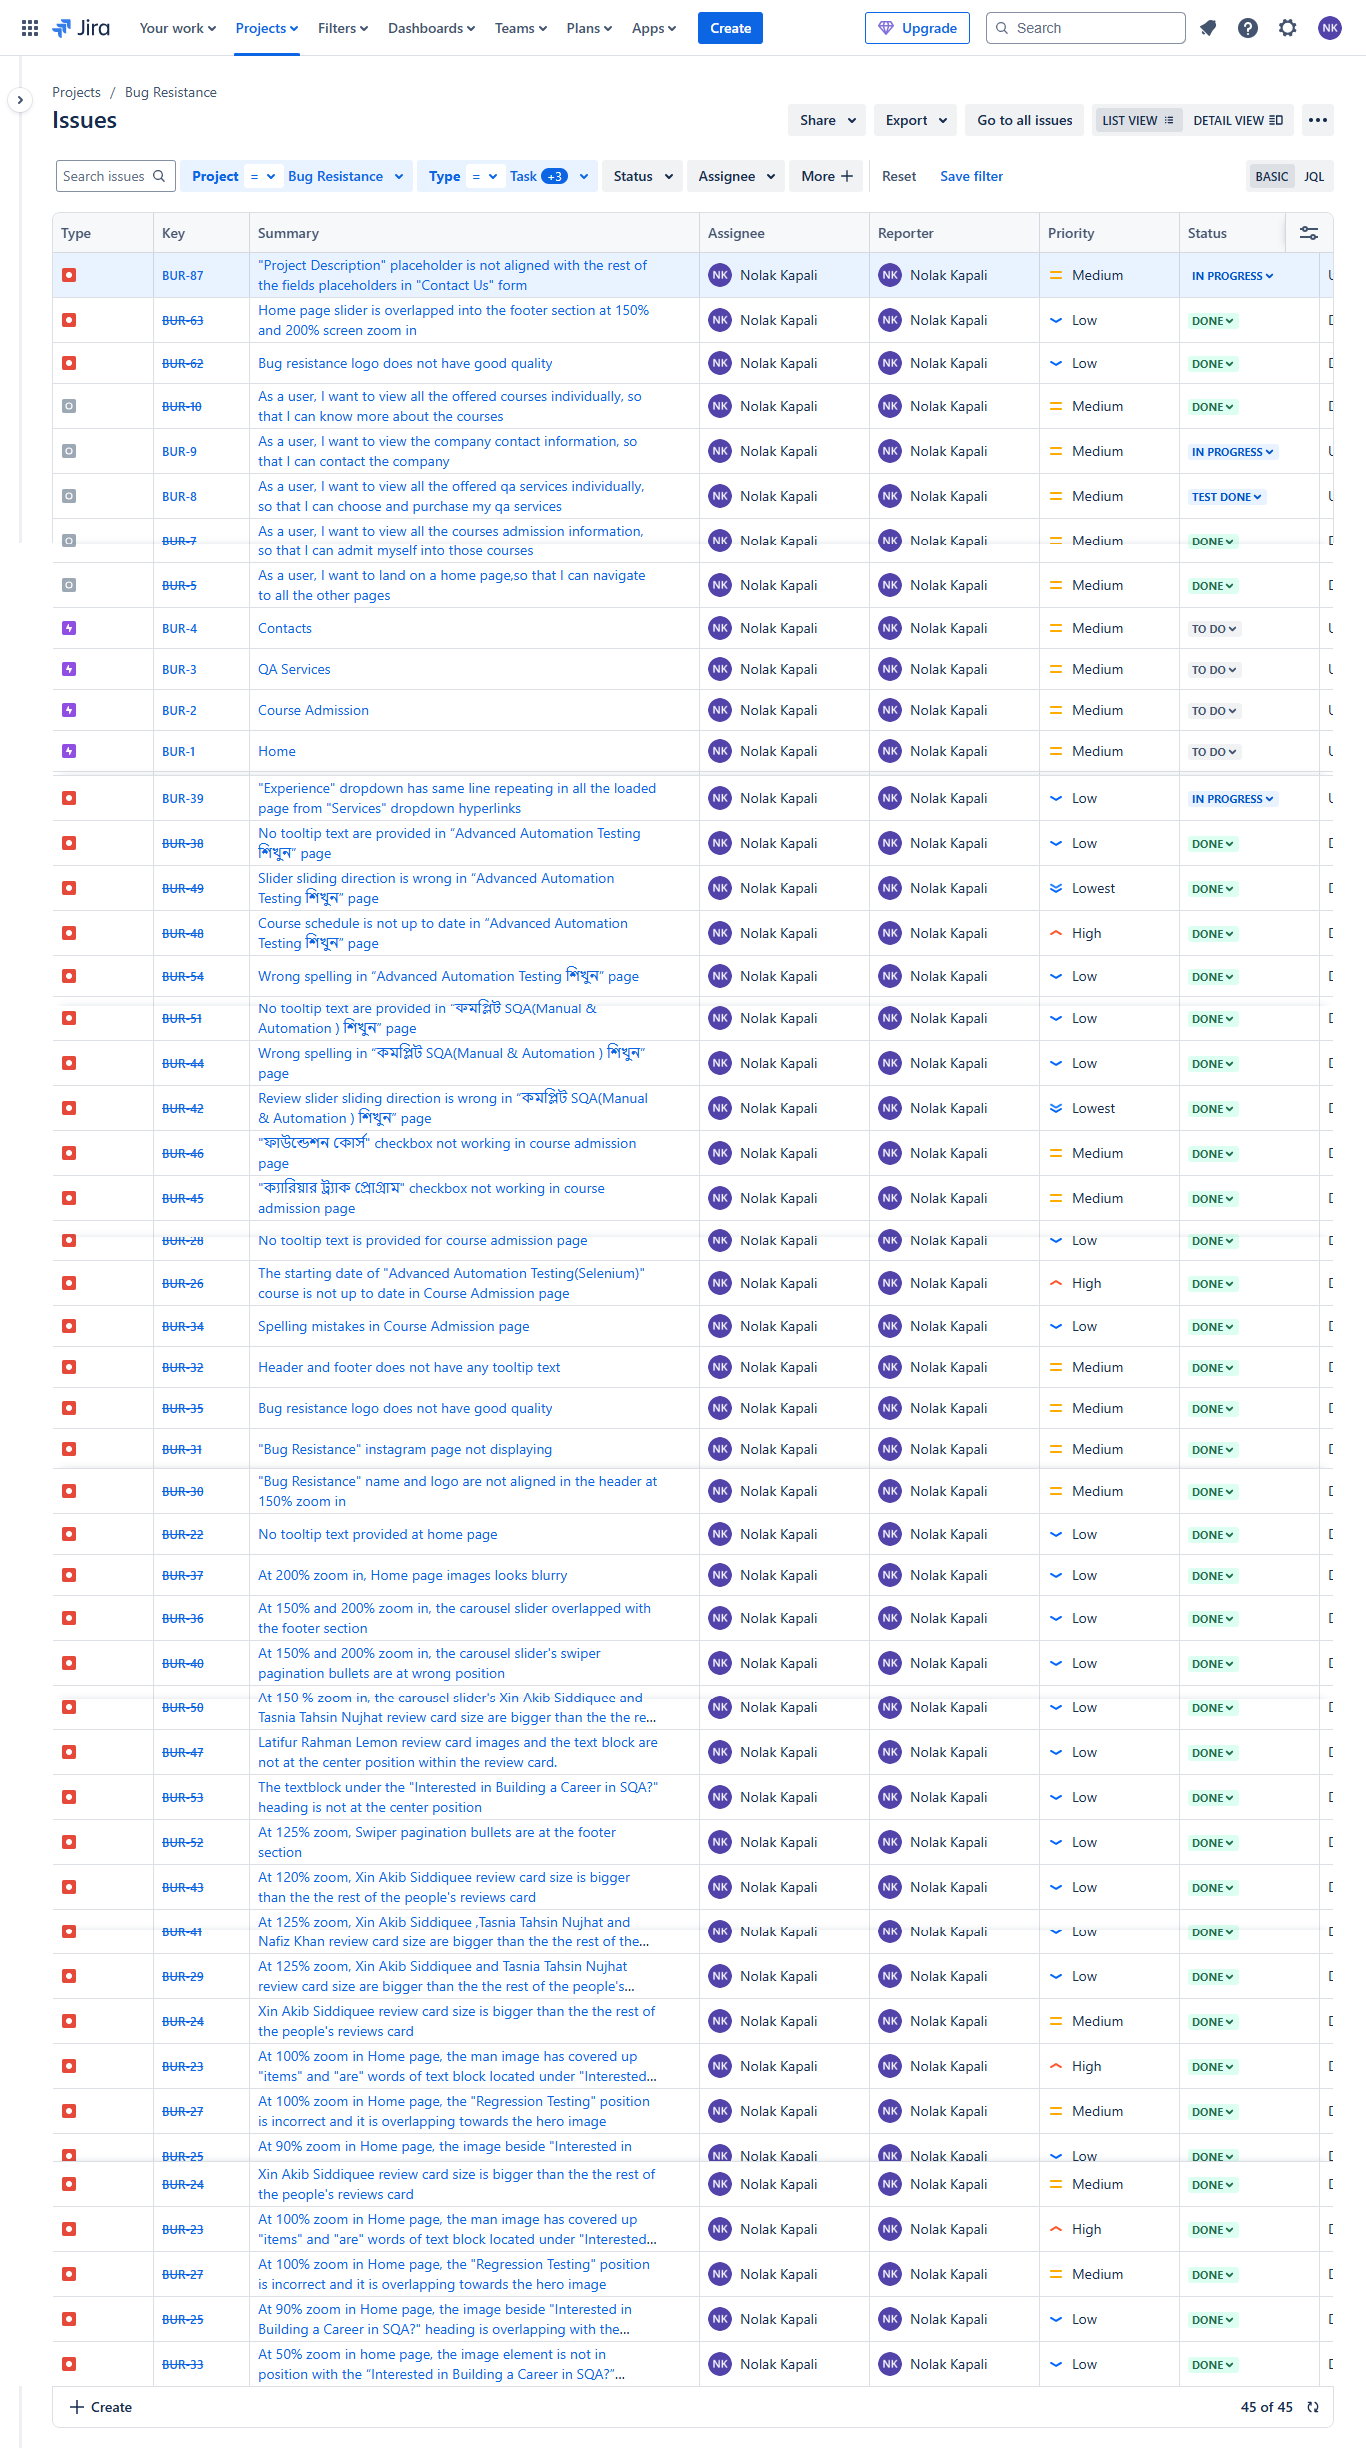 Jira Your work Projects Filters Dashboards Teams Plans Apps Create Upgrade Search NK
Projects / Bug Resistance
Issues
Share Export Go to all issues LIST VIEW DETAIL VIEW
Search issues Project = Bug Resistance Type = Task +3 Status Assignee More Reset Save filter BASIC JQL
Type Key Summary Assignee Reporter Priority Status
BUR-87 "Project Description" placeholder is not aligned with the rest of NK Nolak Kapali NK Nolak Kapali Medium IN PROGRESS
the fields placeholders in "Contact Us" form
BUR-63 Home page slider is overlapped into the footer section at 150% NK Nolak Kapali NK Nolak Kapali Low DONE
and 200% screen zoom in
BUR-62 Bug resistance logo does not have good quality NK Nolak Kapali NK Nolak Kapali Low DONE
BUR-10 As a user, I want to view all the offered courses individually, so NK Nolak Kapali NK Nolak Kapali Medium DONE
that I can know more about the courses
BUR-9 As a user, I want to view the company contact information, so NK Nolak Kapali NK Nolak Kapali Medium IN PROGRESS
that I can contact the company
BUR-8 As a user, I want to view all the offered qa services individually, NK Nolak Kapali NK Nolak Kapali Medium TEST DONE
so that I can choose and purchase my qa services
BUR-7 As a user, I want to view all the courses admission information, NK Nolak Kapali NK Nolak Kapali Medium DONE
so that I can admit myself into those courses
BUR-5 As a user, I want to land on a home page,so that I can navigate NK Nolak Kapali NK Nolak Kapali Medium DONE
to all the other pages
BUR-4 Contacts NK Nolak Kapali NK Nolak Kapali Medium TO DO
BUR-3 QA Services NK Nolak Kapali NK Nolak Kapali Medium TO DO
BUR-2 Course Admission NK Nolak Kapali NK Nolak Kapali Medium TO DO
BUR-1 Home NK Nolak Kapali NK Nolak Kapali Medium TO DO
BUR-39 "Experience" dropdown has same line repeating in all the loaded NK Nolak Kapali NK Nolak Kapali Low IN PROGRESS
page from "Services" dropdown hyperlinks
BUR-38 No tooltip text are provided in “Advanced Automation Testing NK Nolak Kapali NK Nolak Kapali Low DONE
শিখুন” page
BUR-49 Slider sliding direction is wrong in “Advanced Automation NK Nolak Kapali NK Nolak Kapali Lowest DONE
Testing শিখুন” page
BUR-48 Course schedule is not up to date in “Advanced Automation NK Nolak Kapali NK Nolak Kapali High DONE
Testing শিখুন” page
BUR-54 Wrong spelling in “Advanced Automation Testing শিখুন” page NK Nolak Kapali NK Nolak Kapali Low DONE
BUR-51 No tooltip text are provided in “কমপ্লিট SQA(Manual & NK Nolak Kapali NK Nolak Kapali Low DONE
Automation ) শিখুন” page
BUR-44 Wrong spelling in “কমপ্লিট SQA(Manual & Automation ) শিখুন” NK Nolak Kapali NK Nolak Kapali Low DONE
page
BUR-42 Review slider sliding direction is wrong in “কমপ্লিট SQA(Manual NK Nolak Kapali NK Nolak Kapali Lowest DONE
& Automation ) শিখুন” page
BUR-46 "ফাউন্ডেশন কোর্স" checkbox not working in course admission NK Nolak Kapali NK Nolak Kapali Medium DONE
page
BUR-45 "ক্যারিয়ার ট্র্যাক প্রোগ্রাম" checkbox not working in course NK Nolak Kapali NK Nolak Kapali Medium DONE
admission page
BUR-28 No tooltip text is provided for course admission page NK Nolak Kapali NK Nolak Kapali Low DONE
BUR-26 The starting date of "Advanced Automation Testing(Selenium)" NK Nolak Kapali NK Nolak Kapali High DONE
course is not up to date in Course Admission page
BUR-34 Spelling mistakes in Course Admission page NK Nolak Kapali NK Nolak Kapali Low DONE
BUR-32 Header and footer does not have any tooltip text NK Nolak Kapali NK Nolak Kapali Medium DONE
BUR-35 Bug resistance logo does not have good quality NK Nolak Kapali NK Nolak Kapali Medium DONE
BUR-31 "Bug Resistance" instagram page not displaying NK Nolak Kapali NK Nolak Kapali Medium DONE
BUR-30 "Bug Resistance" name and logo are not aligned in the header at NK Nolak Kapali NK Nolak Kapali Medium DONE
150% zoom in
BUR-22 No tooltip text provided at home page NK Nolak Kapali NK Nolak Kapali Low DONE
BUR-37 At 200% zoom in, Home page images looks blurry NK Nolak Kapali NK Nolak Kapali Low DONE
BUR-36 At 150% and 200% zoom in, the carousel slider overlapped with NK Nolak Kapali NK Nolak Kapali Low DONE
the footer section
BUR-40 At 150% and 200% zoom in, the carousel slider's swiper NK Nolak Kapali NK Nolak Kapali Low DONE
pagination bullets are at wrong position
BUR-50 At 150 % zoom in, the carousel slider's Xin Akib Siddiquee and NK Nolak Kapali NK Nolak Kapali Low DONE
Tasnia Tahsin Nujhat review card size are bigger than the the re...
BUR-47 Latifur Rahman Lemon review card images and the text block are NK Nolak Kapali NK Nolak Kapali Low DONE
not at the center position within the review card.
BUR-53 The textblock under the "Interested in Building a Career in SQA?" NK Nolak Kapali NK Nolak Kapali Low DONE
heading is not at the center position
BUR-52 At 125% zoom, Swiper pagination bullets are at the footer NK Nolak Kapali NK Nolak Kapali Low DONE
section
BUR-43 At 120% zoom, Xin Akib Siddiquee review card size is bigger NK Nolak Kapali NK Nolak Kapali Low DONE
than the the rest of the people's reviews card
BUR-41 At 125% zoom, Xin Akib Siddiquee ,Tasnia Tahsin Nujhat and NK Nolak Kapali NK Nolak Kapali Low DONE
Nafiz Khan review card size are bigger than the the rest of the...
BUR-29 At 125% zoom, Xin Akib Siddiquee and Tasnia Tahsin Nujhat NK Nolak Kapali NK Nolak Kapali Low DONE
review card size are bigger than the the rest of the people's...
BUR-24 Xin Akib Siddiquee review card size is bigger than the the rest of NK Nolak Kapali NK Nolak Kapali Medium DONE
the people's reviews card
BUR-23 At 100% zoom in Home page, the man image has covered up NK Nolak Kapali NK Nolak Kapali High DONE
"items" and "are" words of text block located under "Interested...
BUR-27 At 100% zoom in Home page, the "Regression Testing" position NK Nolak Kapali NK Nolak Kapali Medium DONE
is incorrect and it is overlapping towards the hero image
BUR-25 At 90% zoom in Home page, the image beside "Interested in NK Nolak Kapali NK Nolak Kapali Low DONE
BUR-24 Xin Akib Siddiquee review card size is bigger than the the rest of NK Nolak Kapali NK Nolak Kapali Medium DONE
the people's reviews card
BUR-23 At 100% zoom in Home page, the man image has covered up NK Nolak Kapali NK Nolak Kapali High DONE
"items" and "are" words of text block located under "Interested...
BUR-27 At 100% zoom in Home page, the "Regression Testing" position NK Nolak Kapali NK Nolak Kapali Medium DONE
is incorrect and it is overlapping towards the hero image
BUR-25 At 90% zoom in Home page, the image beside "Interested in NK Nolak Kapali NK Nolak Kapali Low DONE
Building a Career in SQA?" heading is overlapping with the...
BUR-33 At 50% zoom in home page, the image element is not in NK Nolak Kapali NK Nolak Kapali Low DONE
position with the “Interested in Building a Career in SQA?”...
Create 45 of 45